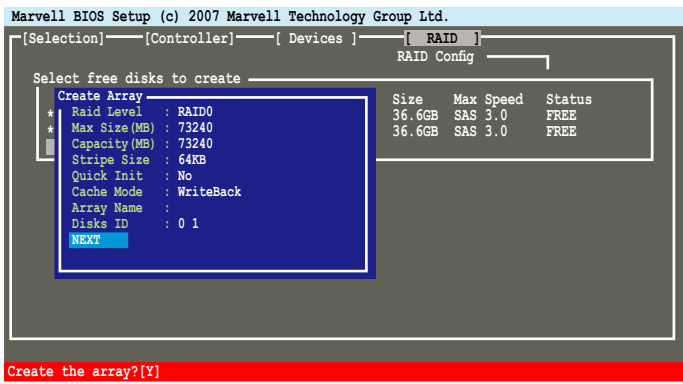 Marvell BIOS Setup (c) 2007 Marvell Technology Group Ltd.
[Selection] [Controller] [ Devices ] [ RAID ]
RAID Config
Select free disks to create
Create Array
Size Max Speed Status
* Raid Level : RAID0 36.6GB SAS 3.0 FREE
* Max Size(MB) : 73240 36.6GB SAS 3.0 FREE
Capacity(MB) : 73240
Stripe Size : 64KB
Quick Init : No
Cache Mode : WriteBack
Array Name :
Disks ID : 0 1
NEXT
Create the array?[Y]